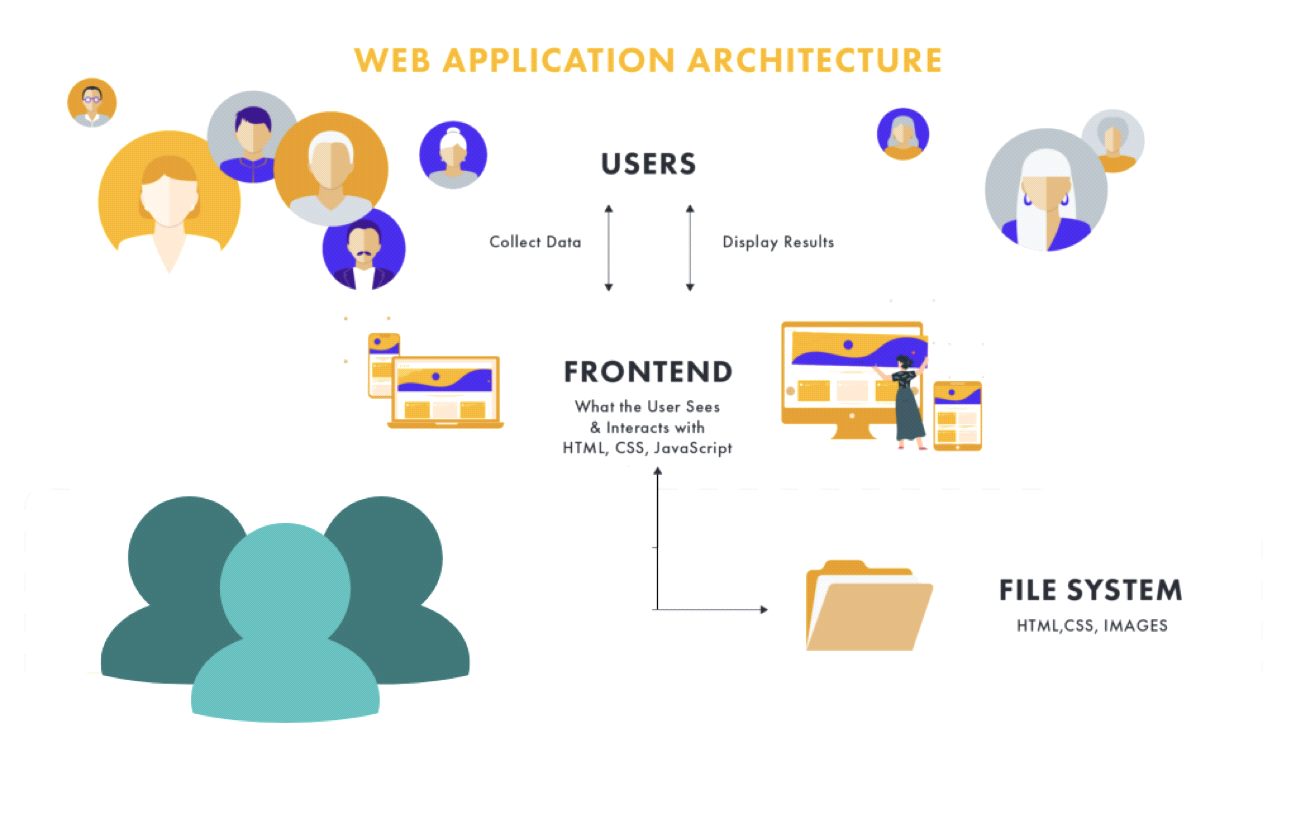 WEB APPLICATION ARCHITECTURE
USERS
Collect Data
Display Results
FRONTEND
What the User Sees
& Interacts with
HTML, CSS, JavaScript
FILE SYSTEM
HTML,CSS, IMAGES